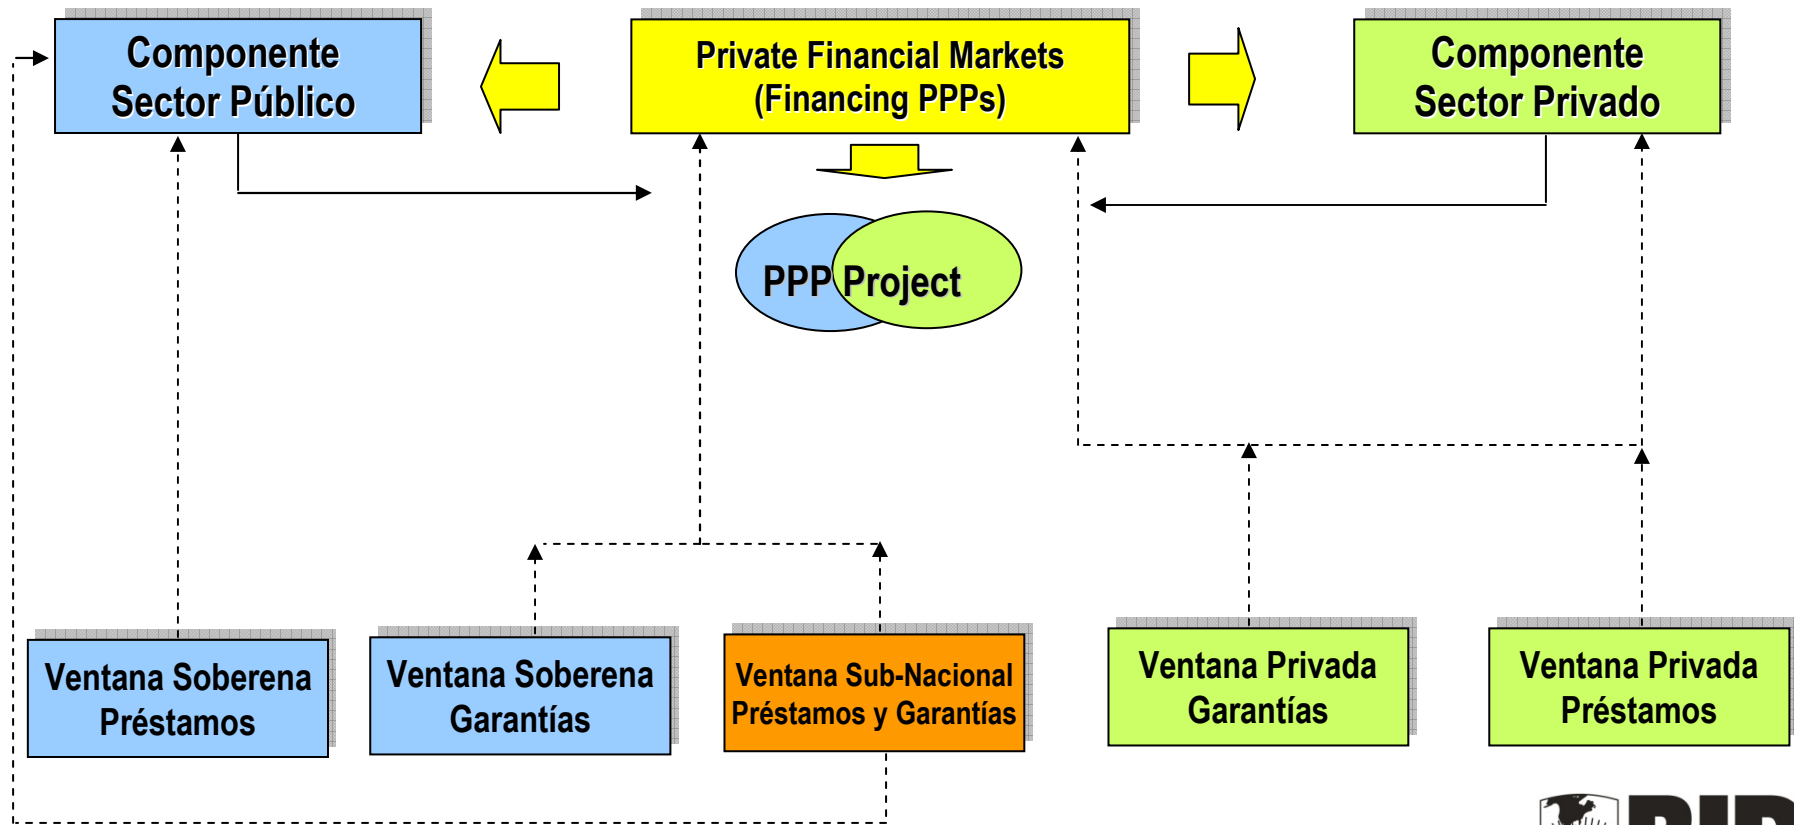 Componente
Sector Público
Private Financial Markets
(Financing PPPs)
Componente
Sector Privado
PPP Project
Ventana Soberena
Préstamos
Ventana Soberena
Garantías
Ventana Sub-Nacional
Préstamos y Garantías
Ventana Privada
Garantías
Ventana Privada
Préstamos